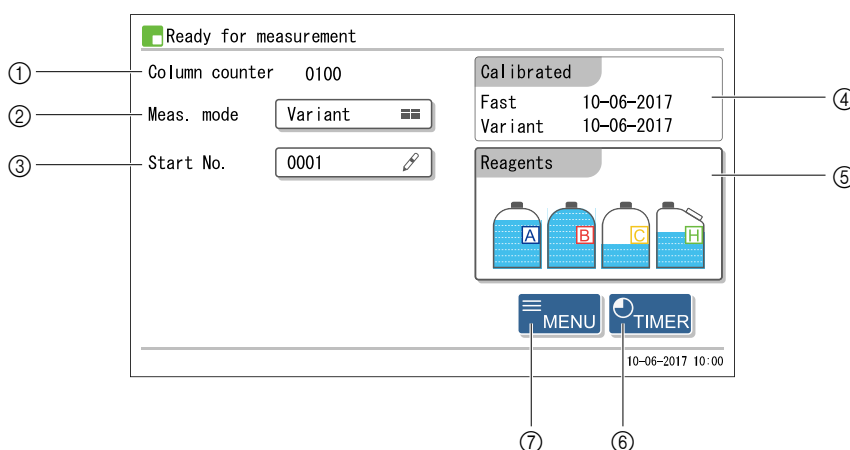 Ready for measurement
① Column counter 0100
② Meas. mode Variant
③ Start No. 0001
Calibrated
Fast 10-06-2017
Variant 10-06-2017
④
Reagents
⑤
A B C H
MENU TIMER
10-06-2017 10:00
⑦ ⑥